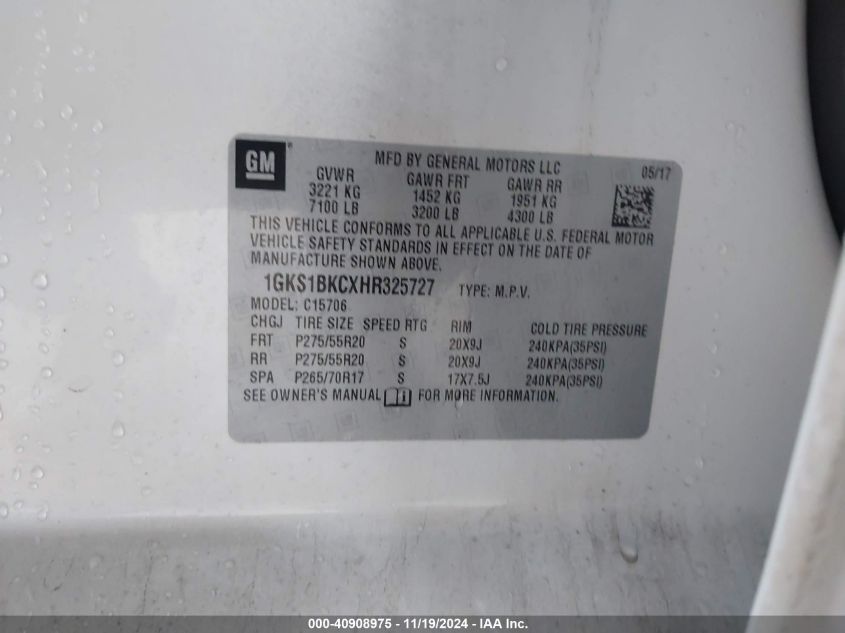 GM
MFD BY GENERAL MOTORS LLC 05/17
GVWR GAWR FRT GAWR RR
3221 KG 1452 KG 1951 KG
7100 LB 3200 LB 4300 LB
THIS VEHICLE CONFORMS TO ALL APPLICABLE U.S. FEDERAL MOTOR
VEHICLE SAFETY STANDARDS IN EFFECT ON THE DATE OF
MANUFACTURE SHOWN ABOVE.
1GKS1BKCXHR325727 TYPE: M.P.V.
MODEL: C15706
CHGJ TIRE SIZE SPEED RTG RIM COLD TIRE PRESSURE
FRT P275/55R20 S 20X9J 240KPA(35PSI)
RR P275/55R20 S 20X9J 240KPA(35PSI)
SPA P265/70R17 S 17X7.5J 240KPA(35PSI)
SEE OWNER'S MANUAL FOR MORE INFORMATION.
000-40908975 - 11/19/2024 - IAA Inc.